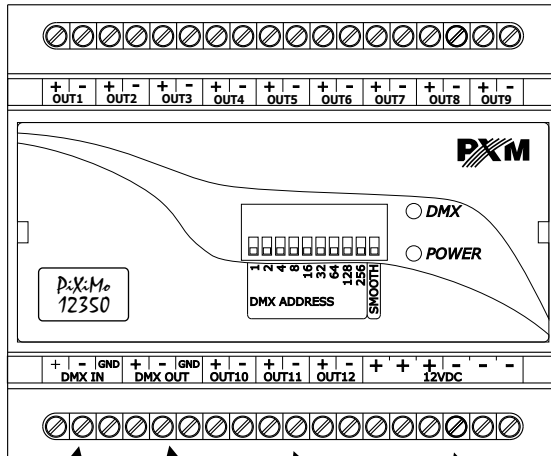 + - + - + - + - + - + - + - + - + -
OUT1 OUT2 OUT3 OUT4 OUT5 OUT6 OUT7 OUT8 OUT9
PXM
DMX
POWER
1 2 4 8 16 32 64 128 256 SMOOTH
DMX ADDRESS
PiXiMo
12350
+ - GND + - GND + - + - + - + + + - - -
DMX IN DMX OUT OUT10 OUT11 OUT12 12VDC